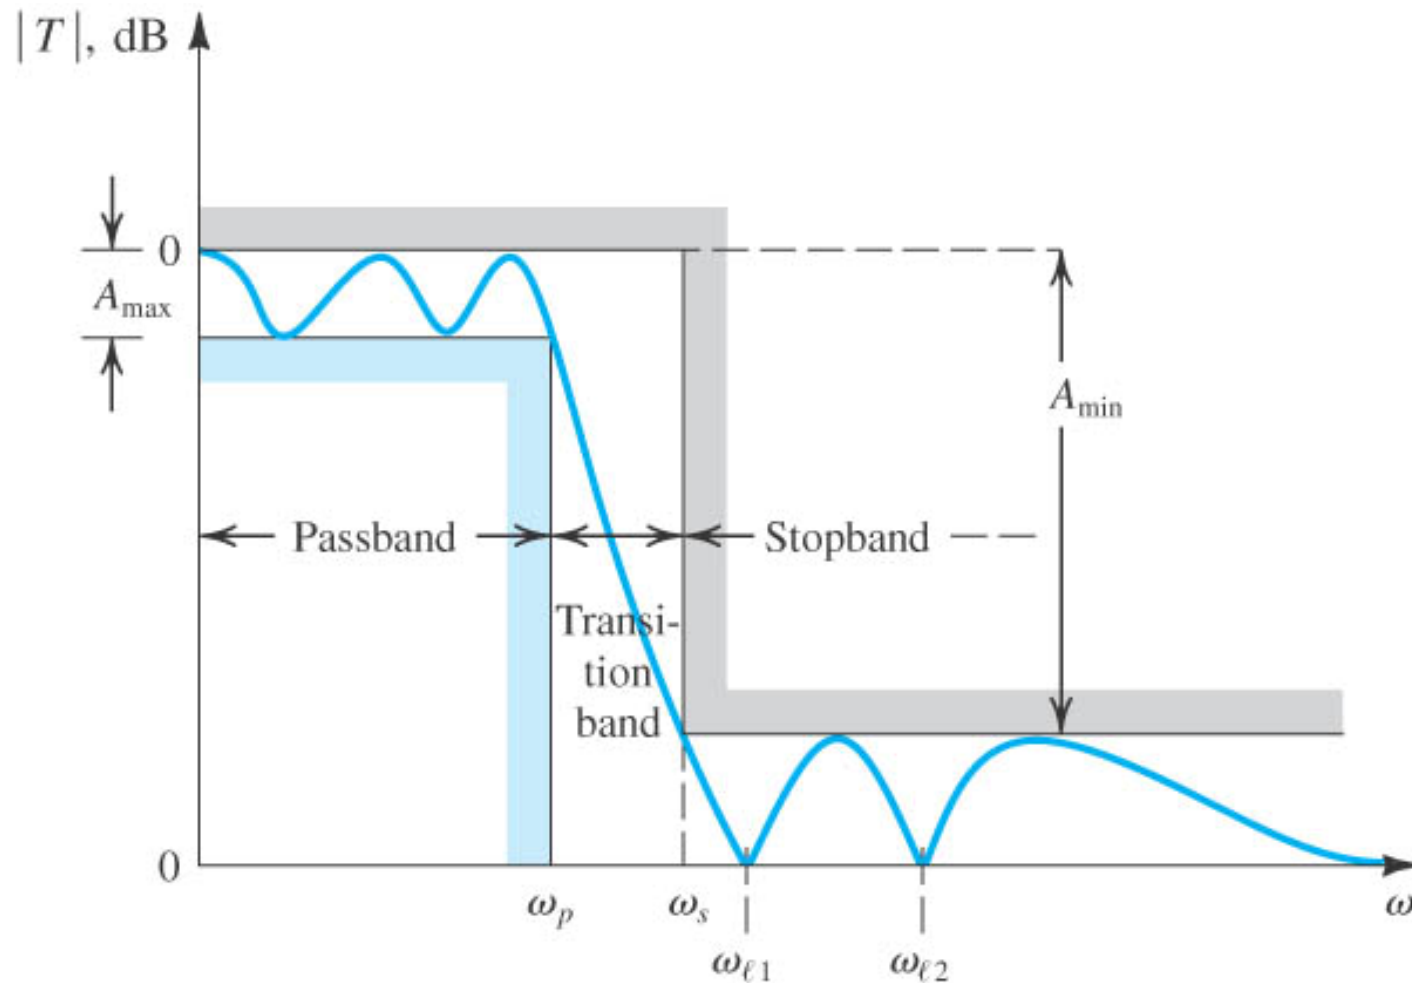 |T|, dB
0
A_max
A_min
Passband
Stopband
Transi-
tion
band
0
ω_p
ω_s
ω
ω_ℓ1
ω_ℓ2